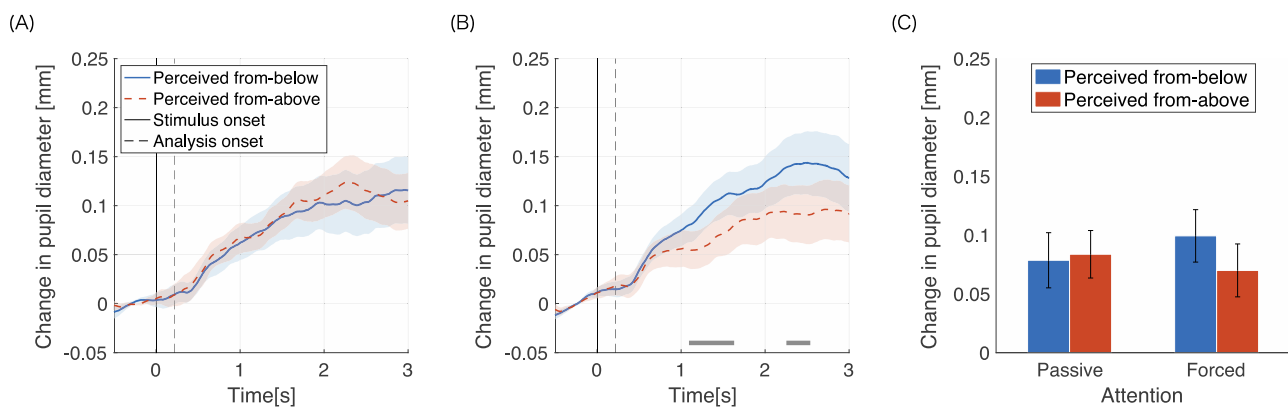 (A)
Change in pupil diameter [mm]
0.25
0.2
0.15
0.1
0.05
0
-0.05
Perceived from-below
Perceived from-above
Stimulus onset
Analysis onset
0 1 2 3
Time[s]
(B)
Change in pupil diameter [mm]
0.25
0.2
0.15
0.1
0.05
0
-0.05
0 1 2 3
Time[s]
(C)
Change in pupil diameter [mm]
0.25
0.2
0.15
0.1
0.05
0
Perceived from-below
Perceived from-above
Passive Forced
Attention